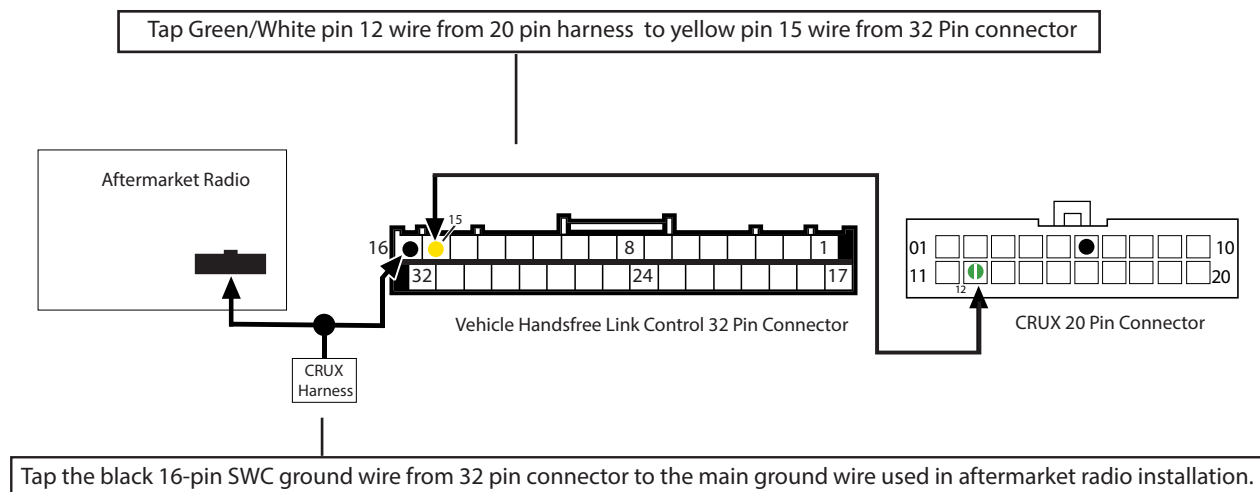 Tap Green/White pin 12 wire from 20 pin harness  to yellow pin 15 wire from 32 Pin connector
Aftermarket Radio
15
16
8
1
32
24
17
01
10
11
12
20
Vehicle Handsfree Link Control 32 Pin Connector
CRUX 20 Pin Connector
CRUX
Harness
Tap the black 16-pin SWC ground wire from 32 pin connector to the main ground wire used in aftermarket radio installation.